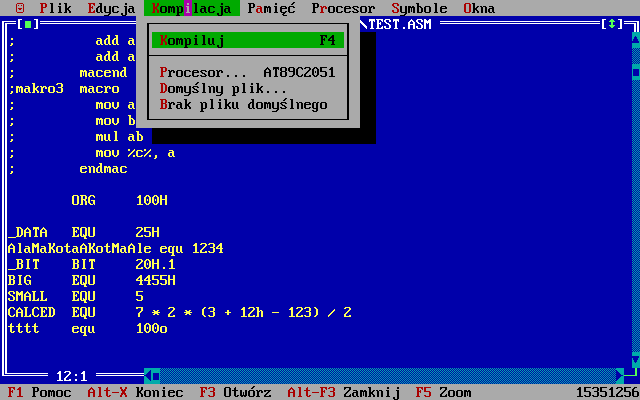 Plik Edycja Kompilacja Pamięć Procesor Symbole Okna
\TEST.ASM
; add a
Kompiluj F4
; add a
; macend
Procesor... AT89C2051
;makro3 macro
Domyślny plik...
; mov a
Brak pliku domyślnego
; mov b
; mul ab
; mov %c%, a
; endmac
ORG 100H
_DATA EQU 25H
AlaMaKotaAKotMaAle equ 1234
_BIT BIT 20H.1
BIG EQU 4455H
SMALL EQU 5
CALCED EQU 7 * 2 * (3 + 12h - 123) / 2
tttt equ 100o
12:1
F1 Pomoc Alt-X Koniec F3 Otwórz Alt-F3 Zamknij F5 Zoom 15351256